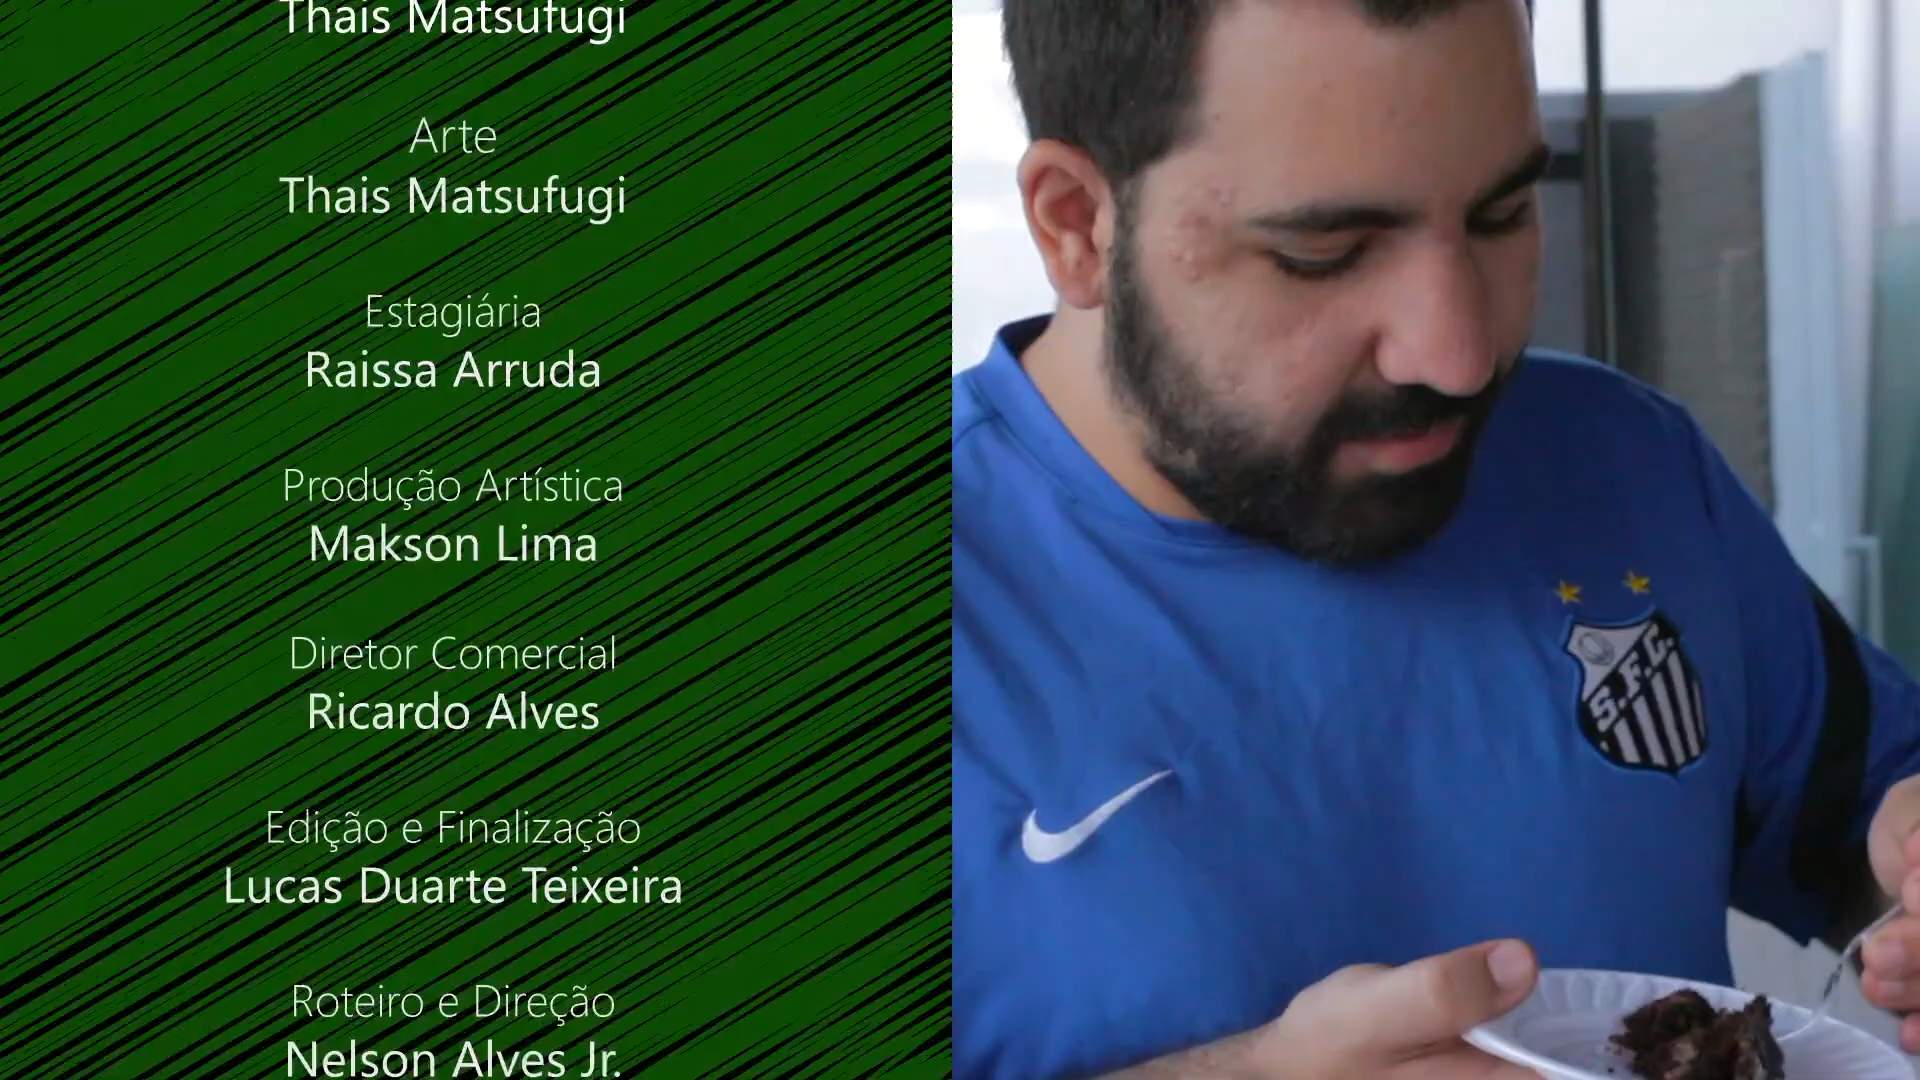 Thais Matsufugi
Arte
Thais Matsufugi
Estagiária
Raissa Arruda
Produção Artística
Makson Lima
Diretor Comercial
Ricardo Alves
Edição e Finalização
Lucas Duarte Teixeira
Roteiro e Direção
Nelson Alves Jr.
S.F.C.